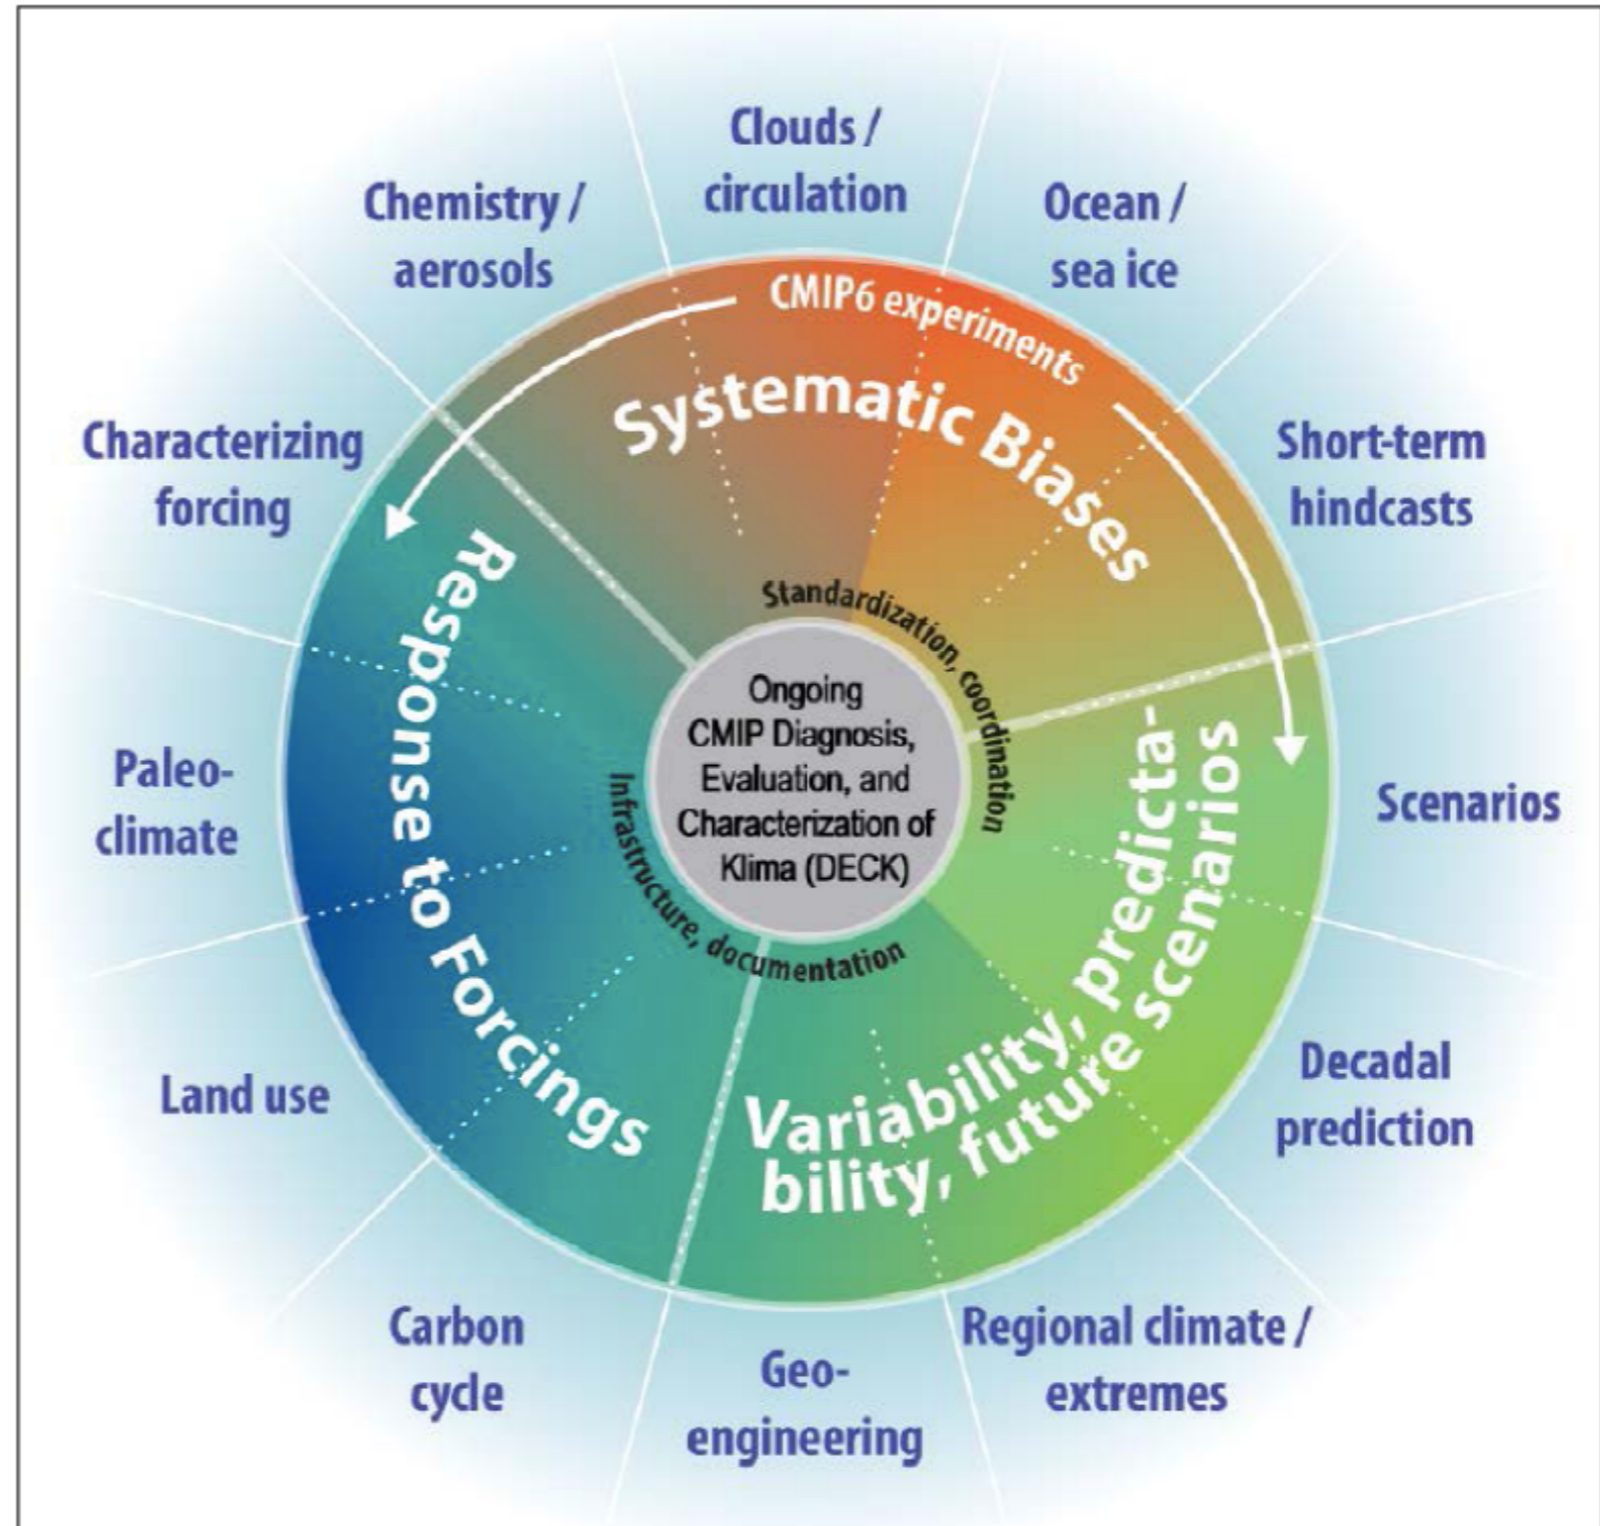 Clouds /
circulation
Ocean /
sea ice
Short-term
hindcasts
Scenarios
Decadal
prediction
Regional climate /
extremes
Geo-
engineering
Carbon
cycle
Land use
Paleo-
climate
Characterizing
forcing
Chemistry /
aerosols
CMIP6 experiments
Systematic Biases
Variability, predicta-
bility, future scenarios
Response to Forcings
Standardization, coordination
Infrastructure, documentation
Ongoing
CMIP Diagnosis,
Evaluation, and
Characterization of
Klima (DECK)